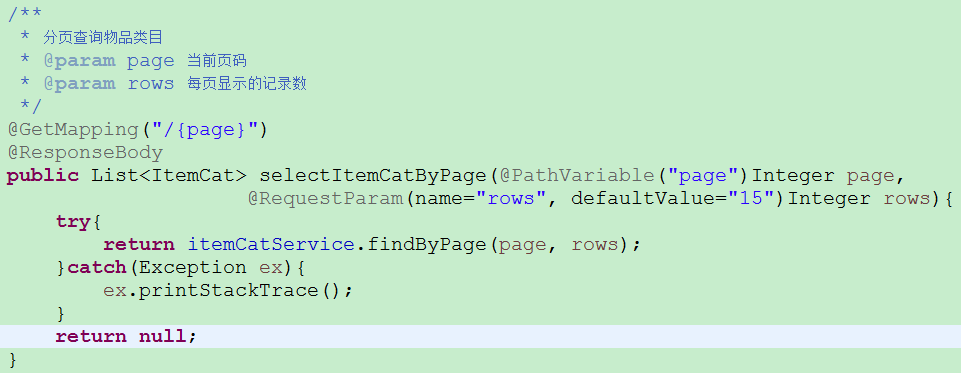 /**
 * 分页查询物品类目
 * @param page 当前页码
 * @param rows 每页显示的记录数
 */
@GetMapping("/{page}")
@ResponseBody
public List<ItemCat> selectItemCatByPage(@PathVariable("page")Integer page,
                    @RequestParam(name="rows", defaultValue="15")Integer rows){
    try{
        return itemCatService.findByPage(page, rows);
    }catch(Exception ex){
        ex.printStackTrace();
    }
    return null;
}